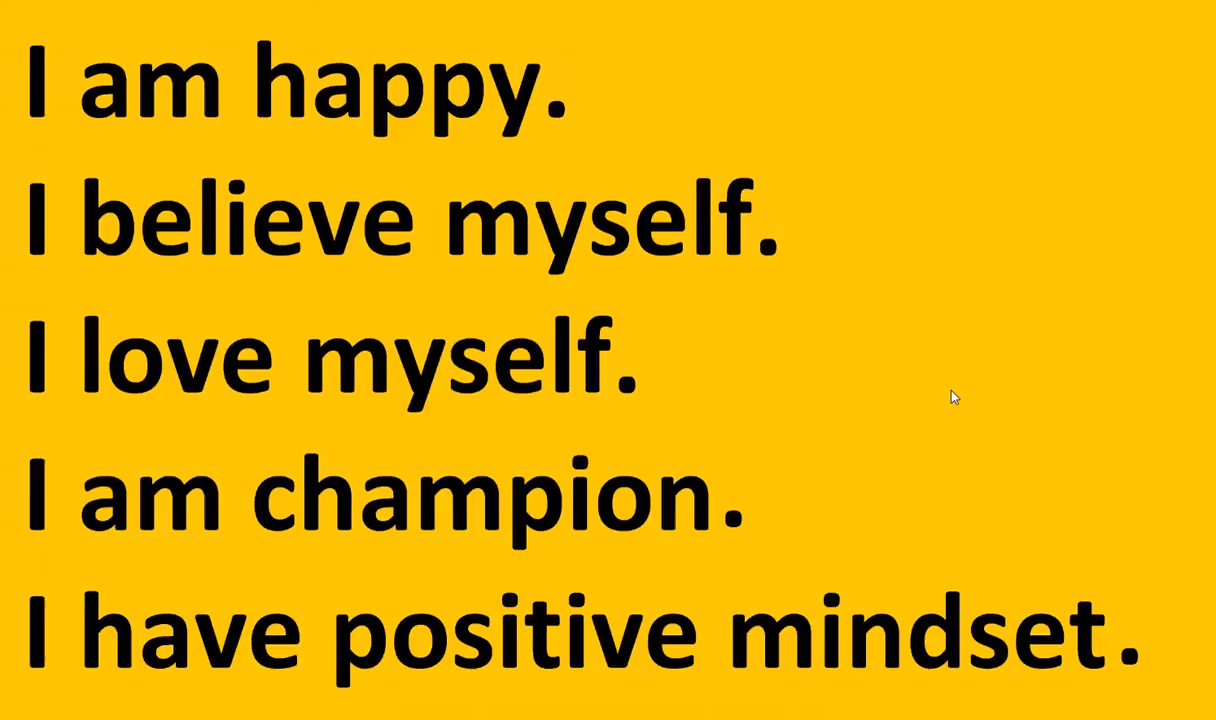 I am happy.
I believe myself.
I love myself.
I am champion.
I have positive mindset.